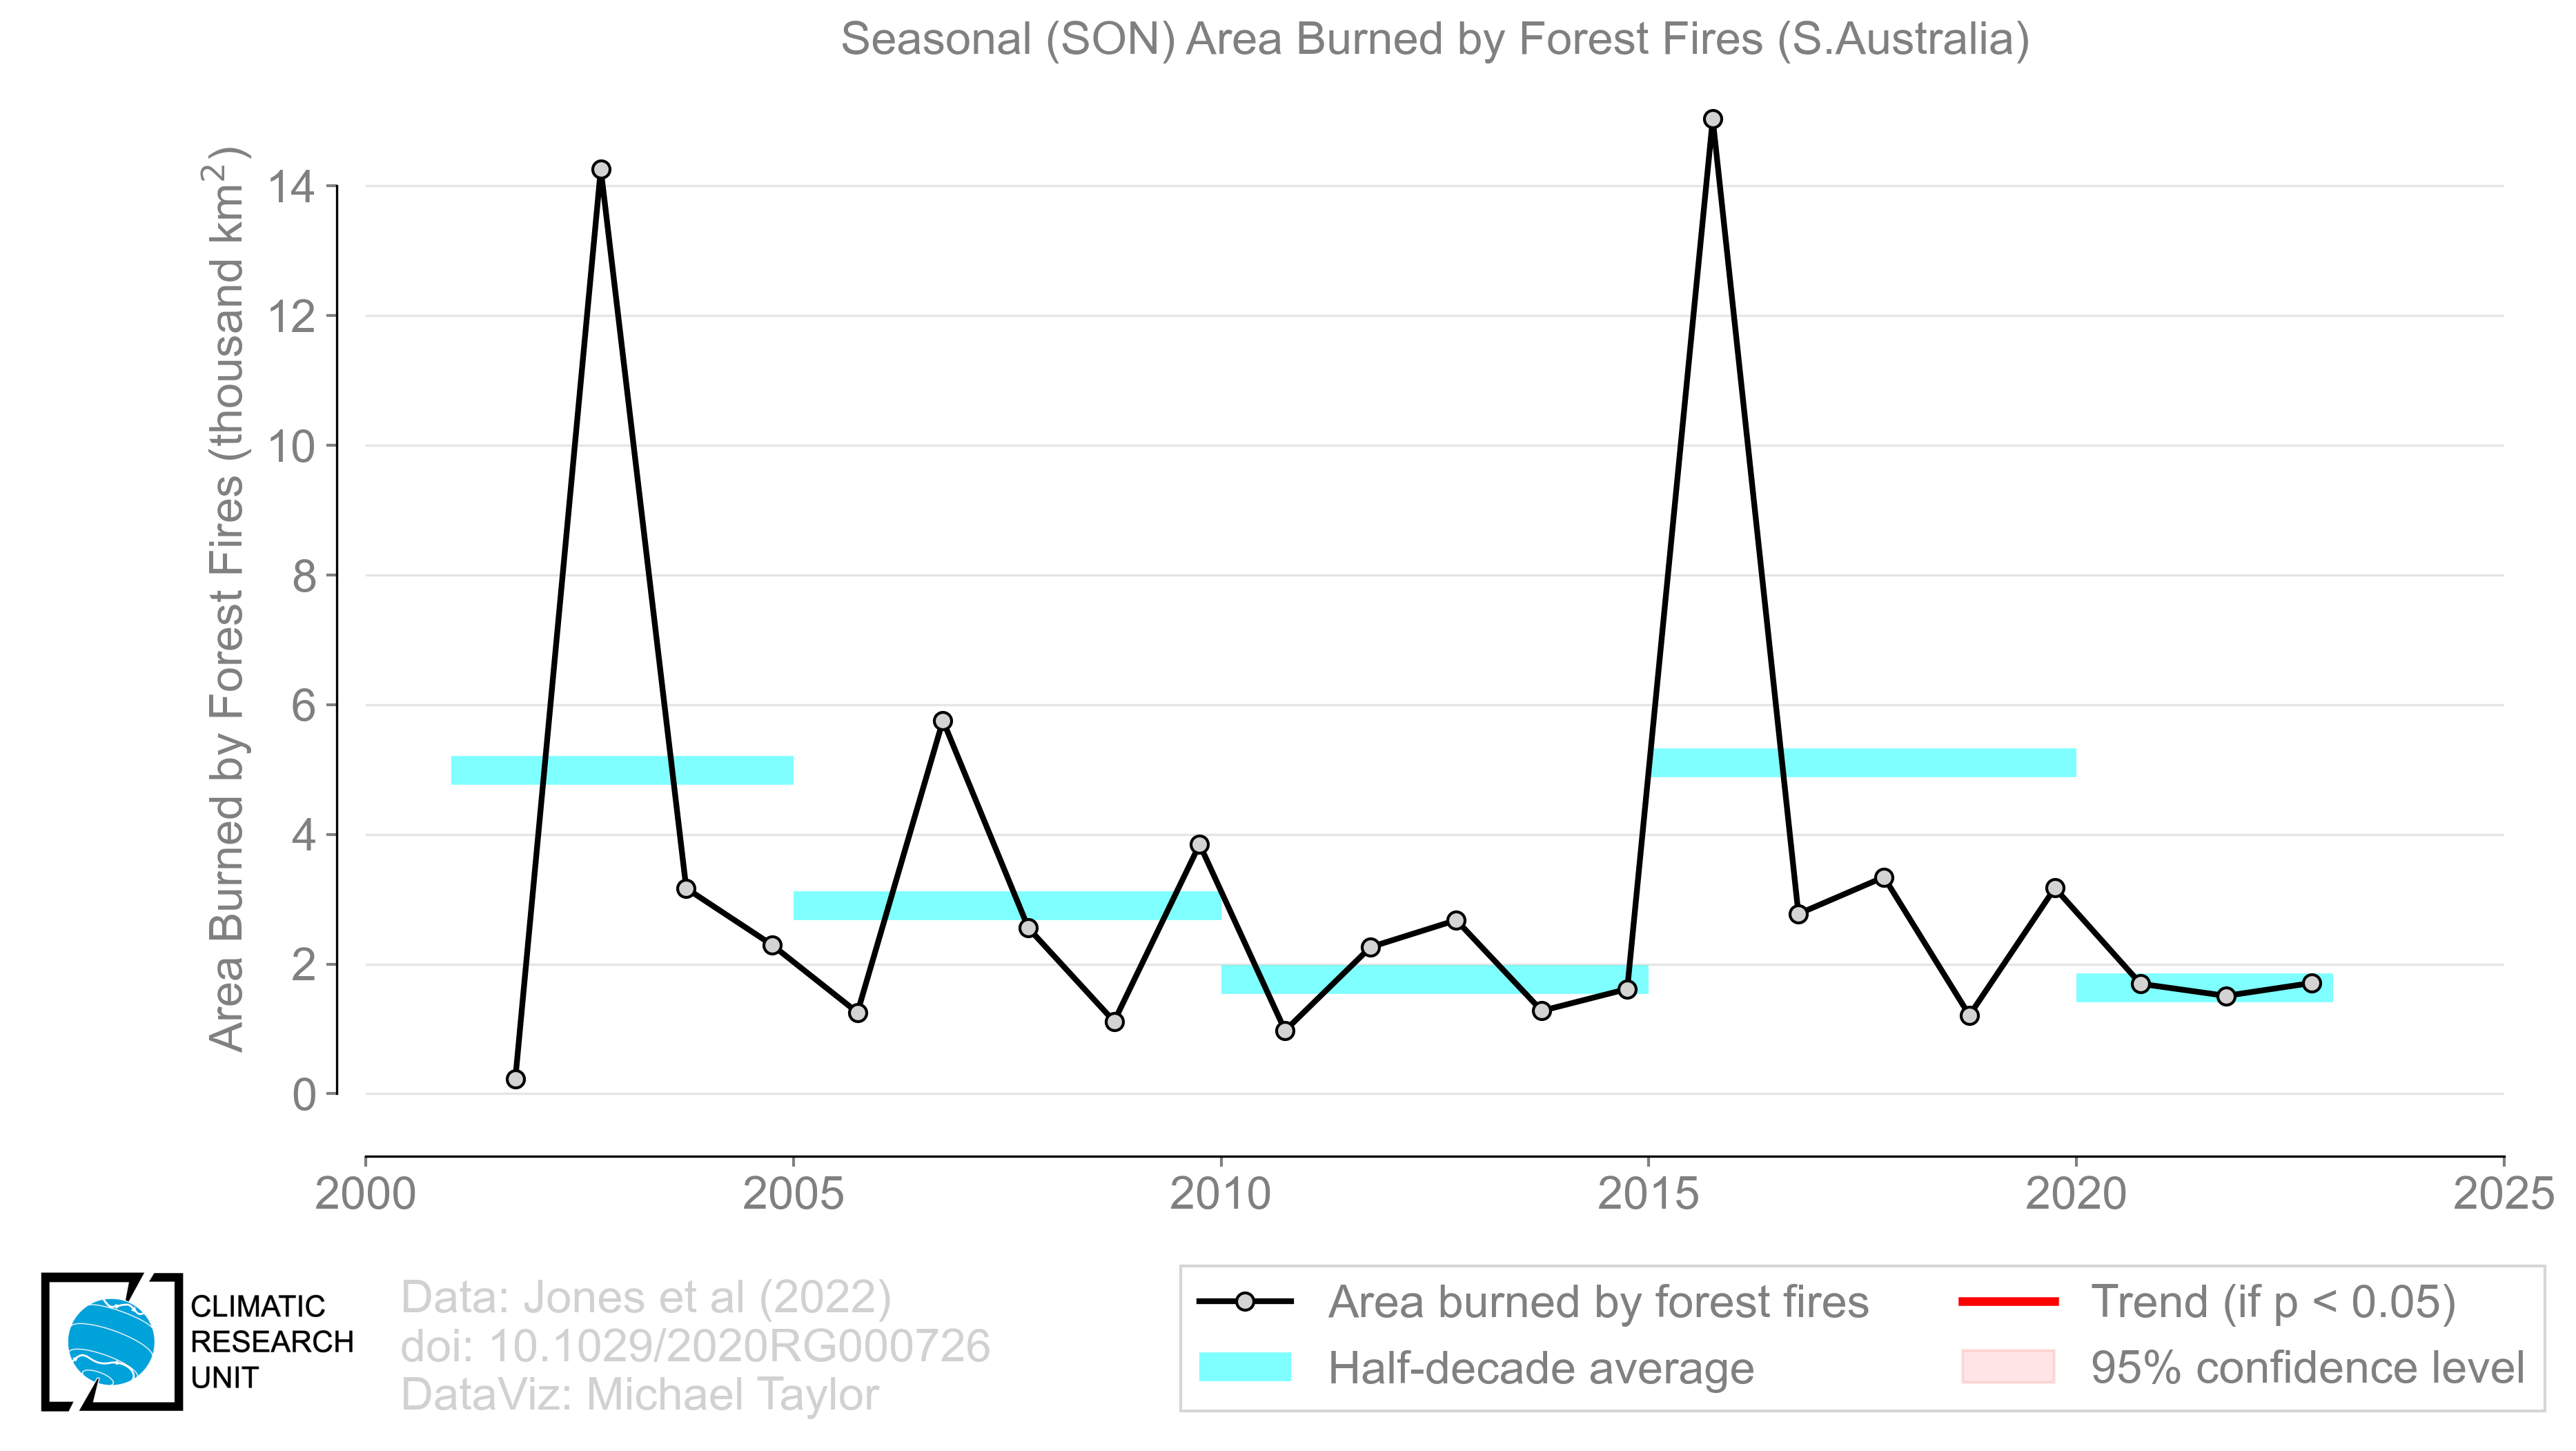 Seasonal (SON) Area Burned by Forest Fires (S.Australia)
Area Burned by Forest Fires (thousand km²)
14
12
10
8
6
4
2
0
2000
2005
2010
2015
2020
2025
CLIMATIC
RESEARCH
UNIT
Data: Jones et al (2022)
doi: 10.1029/2020RG000726
DataViz: Michael Taylor
Area burned by forest fires
Half-decade average
Trend (if p < 0.05)
95% confidence level